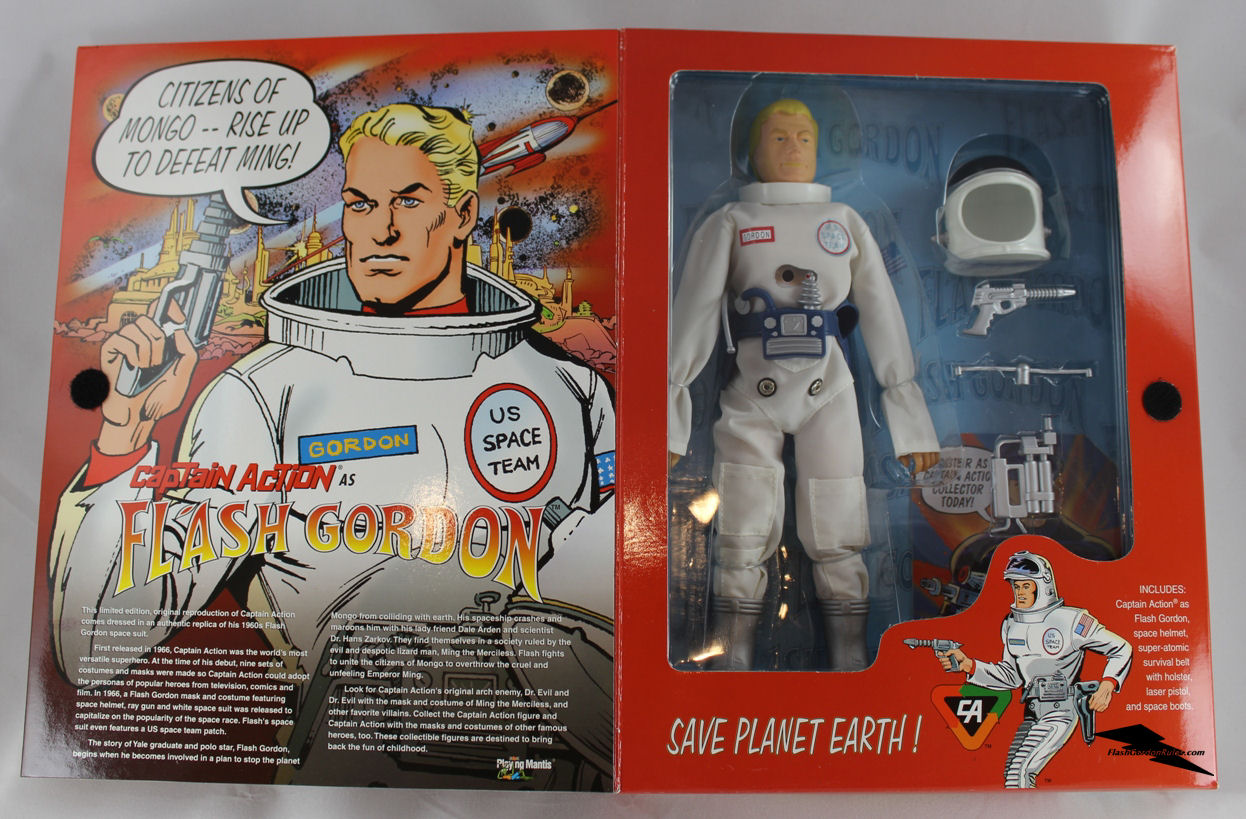 CITIZENS OF
MONGO -- RISE UP
TO DEFEAT MING!
GORDON
US
SPACE
TEAM
CAPTAIN ACTION® AS
FLASH GORDON™
This limited edition, original reproduction of Captain Action
comes dressed in an authentic replica of his 1960s Flash
Gordon space suit.
First released in 1966, Captain Action was the world's most
versatile superhero. At the time of his debut, nine sets of
costumes and masks were made so Captain Action could adopt
the personas of popular heroes from television, comics and
film. In 1966, a Flash Gordon mask and costume featuring
space helmet, ray gun and white space suit was released to
capitalize on the popularity of the space race. Flash's space
suit even features a US space team patch.
The story of Yale graduate and polo star, Flash Gordon,
begins when he becomes involved in a plan to stop the planet
Mongo from colliding with earth. His spaceship crashes and
maroons him with his lady friend Dale Arden and scientist
Dr. Hans Zarkov. They find themselves in a society ruled by the
evil and despotic lizard man, Ming the Merciless. Flash fights
to unite the citizens of Mongo to overthrow the cruel and
unfeeling Emperor Ming.
Look for Captain Action's original arch enemy, Dr. Evil and
Dr. Evil with the mask and costume of Ming the Merciless, and
other favorite villains. Collect the Captain Action figure and
Captain Action with the masks and costumes of other famous
heroes, too. These collectible figures are destined to bring
back the fun of childhood.
Playing Mantis
GORDON
GORDON
US
SPACE
TEAM
FLASH GORDON
AS
COLLECTOR
TODAY!
SAVE PLANET EARTH!
CA™
US
SPACE
TEAM
INCLUDES:
Captain Action® as
Flash Gordon,
space helmet,
super-atomic
survival belt
with holster,
laser pistol,
and space boots.
™
FlashGordonRules.com